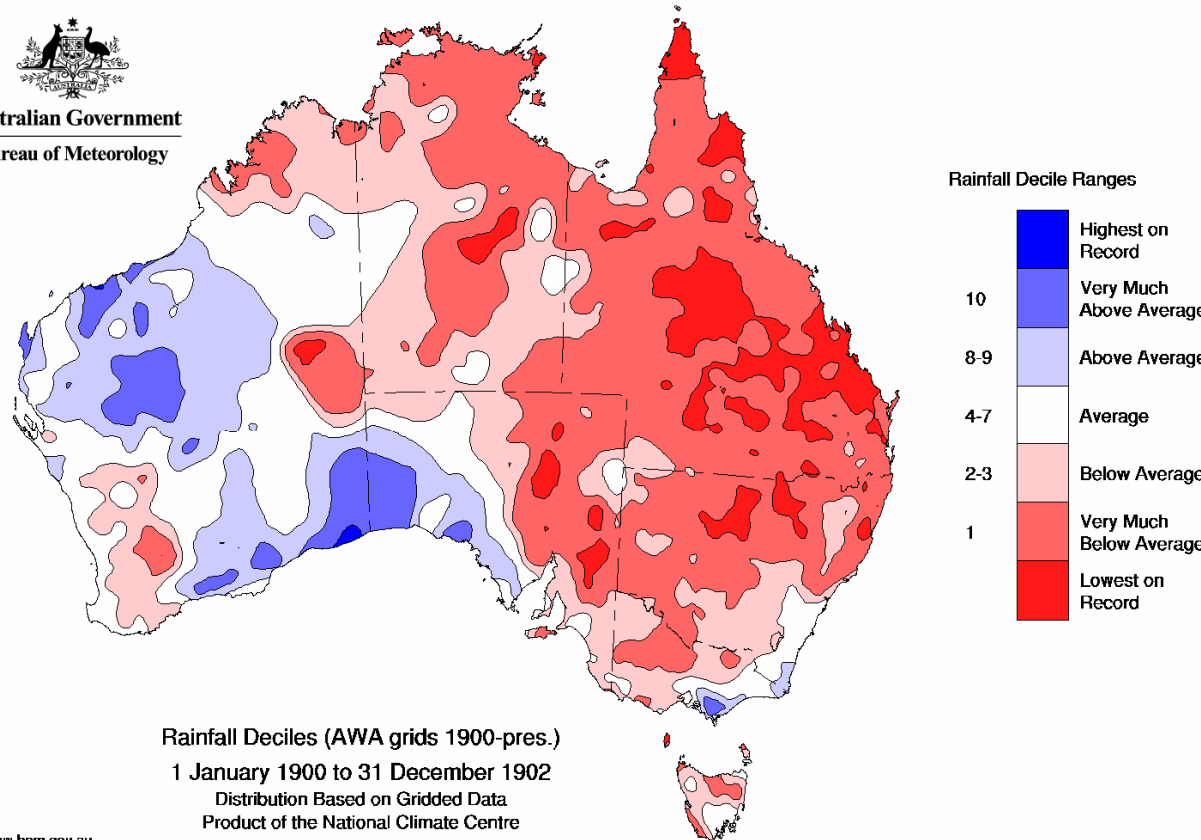 AUSTRALIA
tralian Government
reau of Meteorology
Rainfall Decile Ranges
Highest on
Record
10
Very Much
Above Average
8-9
Above Average
4-7
Average
2-3
Below Average
1
Very Much
Below Average
Lowest on
Record
Rainfall Deciles (AWA grids 1900-pres.)
1 January 1900 to 31 December 1902
Distribution Based on Gridded Data
Product of the National Climate Centre